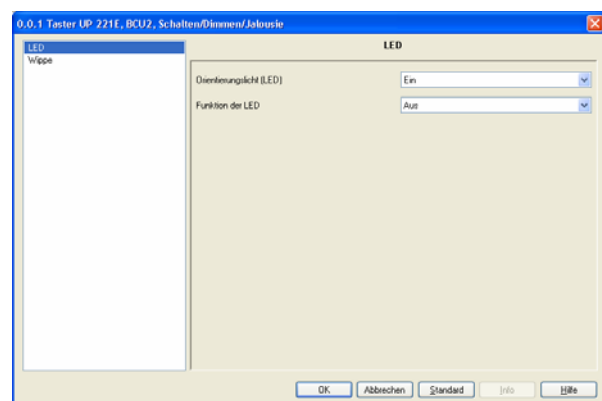 0.0.1 Taster UP 221E, BCU2, Schalten/Dimmen/Jalousie
LED
Wippe
LED
Orientierungslicht (LED)
Ein
Funktion der LED
Aus
OK
Abbrechen
Standard
Info
Hilfe